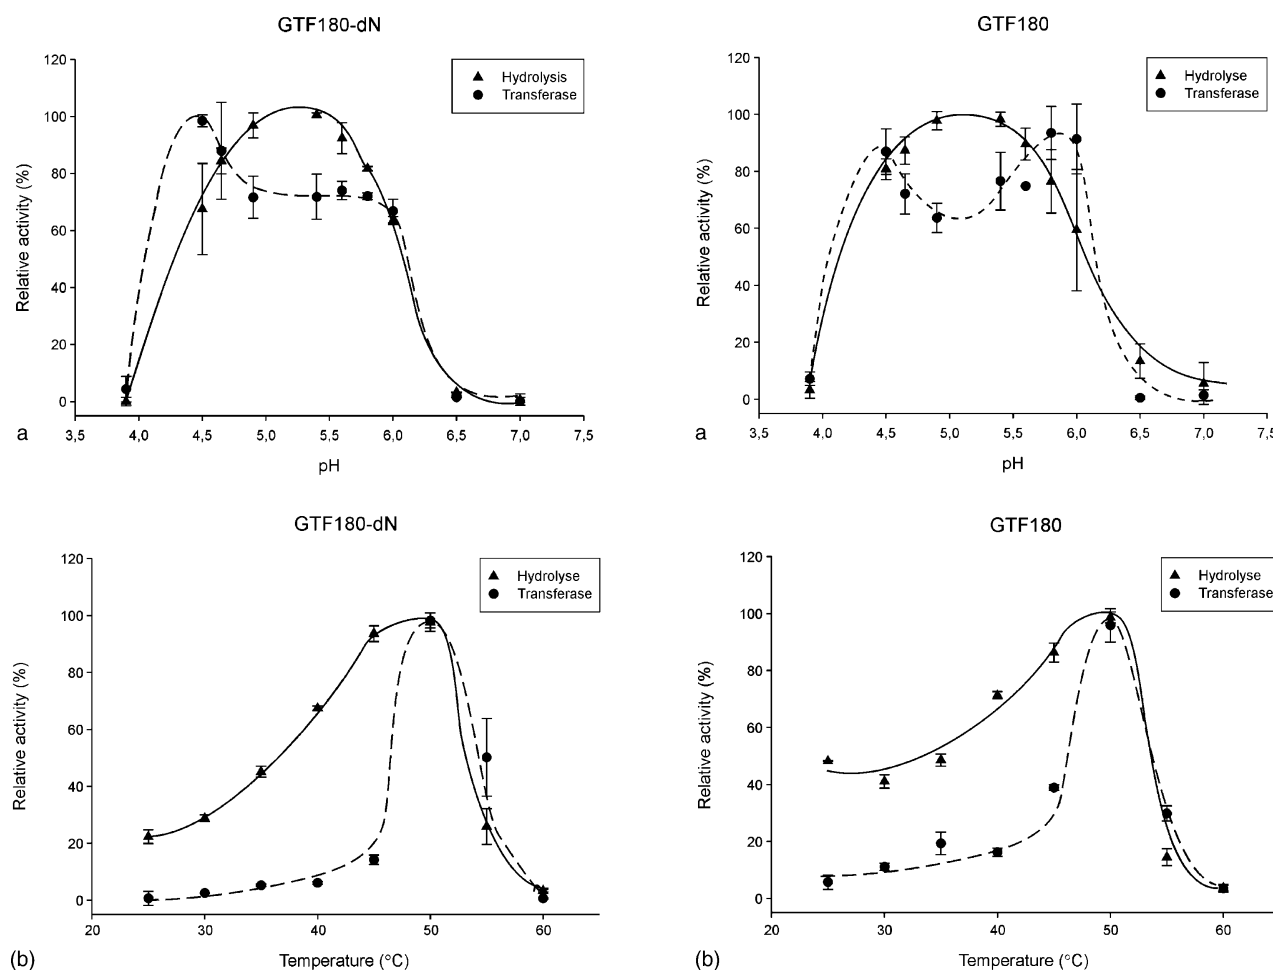 GTF180-dN
Hydrolysis
Transferase
120
100
80
60
40
20
0
Relative activity (%)
3,5 4,0 4,5 5,0 5,5 6,0 6,5 7,0 7,5
pH
a
GTF180
Hydrolyse
Transferase
120
100
80
60
40
20
0
Relative activity (%)
3,5 4,0 4,5 5,0 5,5 6,0 6,5 7,0
pH
a
GTF180-dN
Hydrolyse
Transferase
120
100
80
60
40
20
0
Relative activity (%)
20 30 40 50 60
Temperature (°C)
(b)
GTF180
Hydrolyse
Transferase
120
100
80
60
40
20
0
Relative activity (%)
20 30 40 50 60
Temperature (°C)
(b)